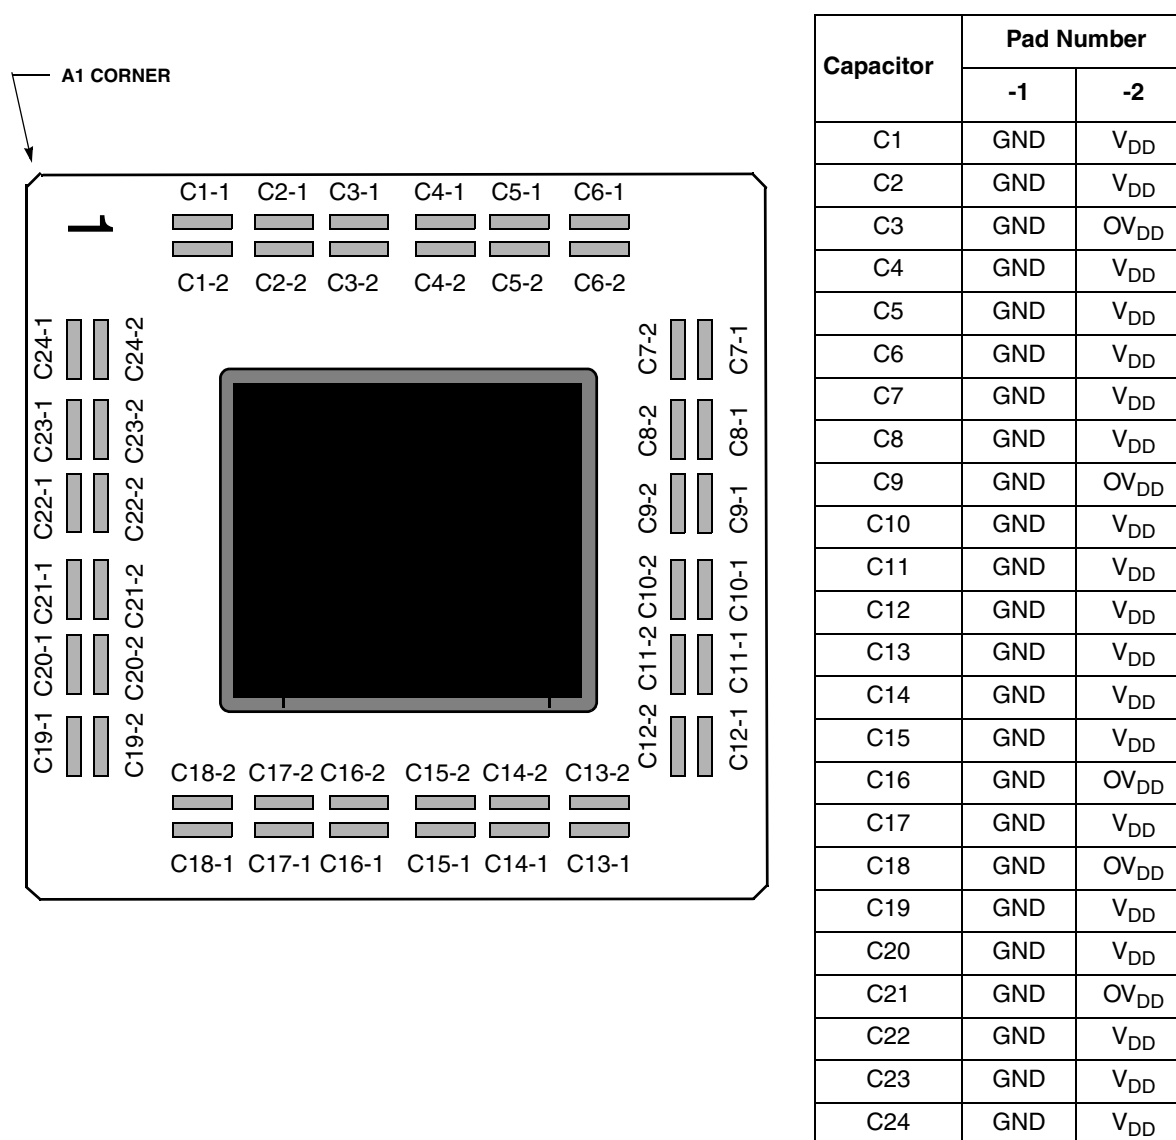 A1 CORNER
1
C1-1 C2-1 C3-1 C4-1 C5-1 C6-1
C1-2 C2-2 C3-2 C4-2 C5-2 C6-2
C24-1 C24-2 C7-2 C7-1
C23-1 C23-2 C8-2 C8-1
C22-1 C22-2 C9-2 C9-1
C21-1 C21-2 C10-2 C10-1
C20-1 C20-2 C11-2 C11-1
C19-1 C19-2 C12-2 C12-1
C18-2 C17-2 C16-2 C15-2 C14-2 C13-2
C18-1 C17-1 C16-1 C15-1 C14-1 C13-1
Capacitor Pad Number
-1 -2
C1 GND VDD
C2 GND VDD
C3 GND OVDD
C4 GND VDD
C5 GND VDD
C6 GND VDD
C7 GND VDD
C8 GND VDD
C9 GND OVDD
C10 GND VDD
C11 GND VDD
C12 GND VDD
C13 GND VDD
C14 GND VDD
C15 GND VDD
C16 GND OVDD
C17 GND VDD
C18 GND OVDD
C19 GND VDD
C20 GND VDD
C21 GND OVDD
C22 GND VDD
C23 GND VDD
C24 GND VDD